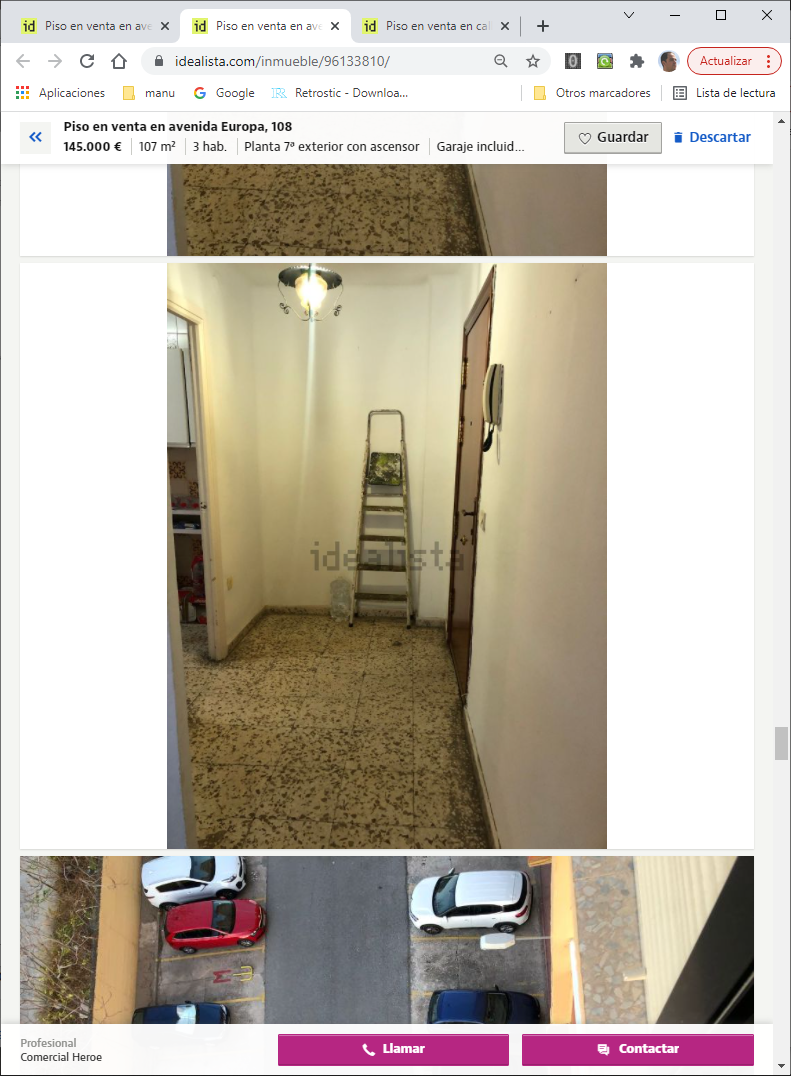 id Piso en venta en ave
id Piso en venta en ave
id Piso en venta en cal
idealista.com/inmueble/96133810/
Actualizar
Aplicaciones
manu
Google
Retrostic - Downloa...
Otros marcadores
Lista de lectura
Piso en venta en avenida Europa, 108
145.000 € 107 m² 3 hab. Planta 7ª exterior con ascensor Garaje incluid...
Guardar
Descartar
idealista
Profesional
Comercial Heroe
Llamar
Contactar